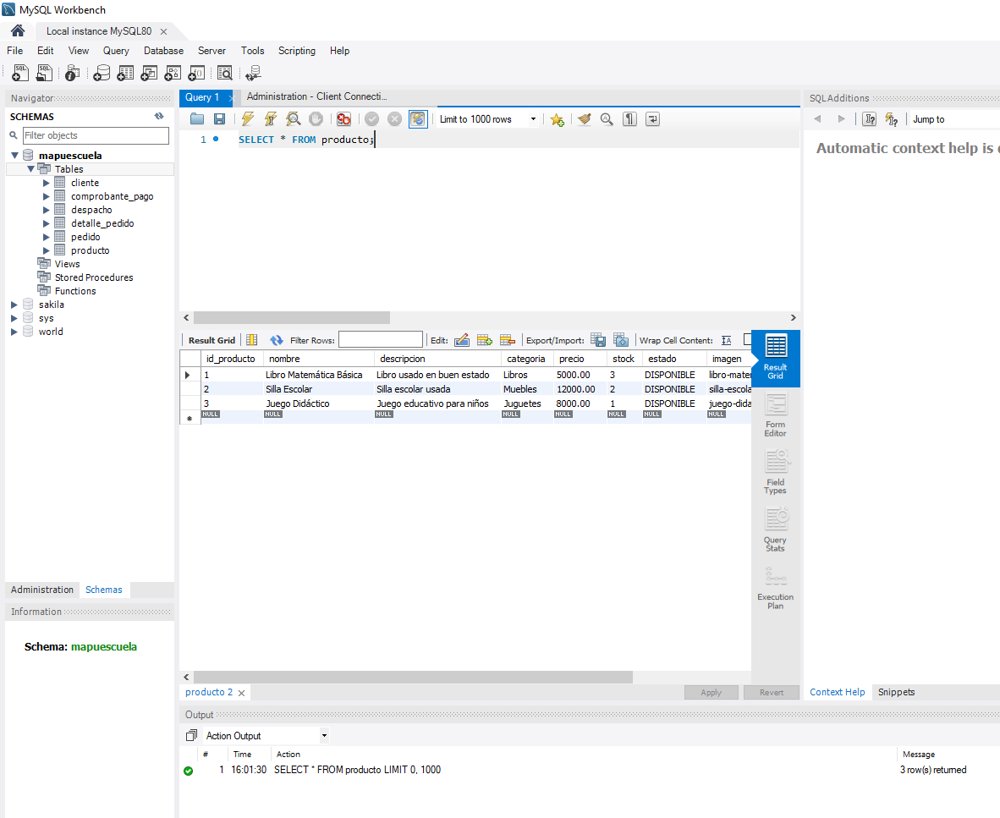 MySQL Workbench
Local instance MySQL80
File Edit View Query Database Server Tools Scripting Help
Navigator
SCHEMAS
Filter objects
mapuescuela
Tables
cliente
comprobante_pago
despacho
detalle_pedido
pedido
producto
Views
Stored Procedures
Functions
sakila
sys
world
Administration Schemas
Information
Schema: mapuescuela
Query 1 Administration - Client Connecti...
Limit to 1000 rows
1 SELECT * FROM producto;
Result Grid Filter Rows: Edit: Export/Import: Wrap Cell Content:
id_producto nombre descripcion categoria precio stock estado imagen
1 Libro Matemática Básica Libro usado en buen estado Libros 5000.00 3 DISPONIBLE libro-mater
2 Silla Escolar Silla escolar usada Muebles 12000.00 2 DISPONIBLE silla-escola
3 Juego Didáctico Juego educativo para niños Juguetes 8000.00 1 DISPONIBLE juego-dida
NULL NULL NULL NULL NULL NULL NULL NULL
Result
Grid
Form
Editor
Field
Types
Query
Stats
Execution
Plan
producto 2 Apply Revert
SQLAdditions
Jump to
Automatic context help is
Context Help Snippets
Output
Action Output
# Time Action Message
1 16:01:30 SELECT * FROM producto LIMIT 0, 1000 3 row(s) returned